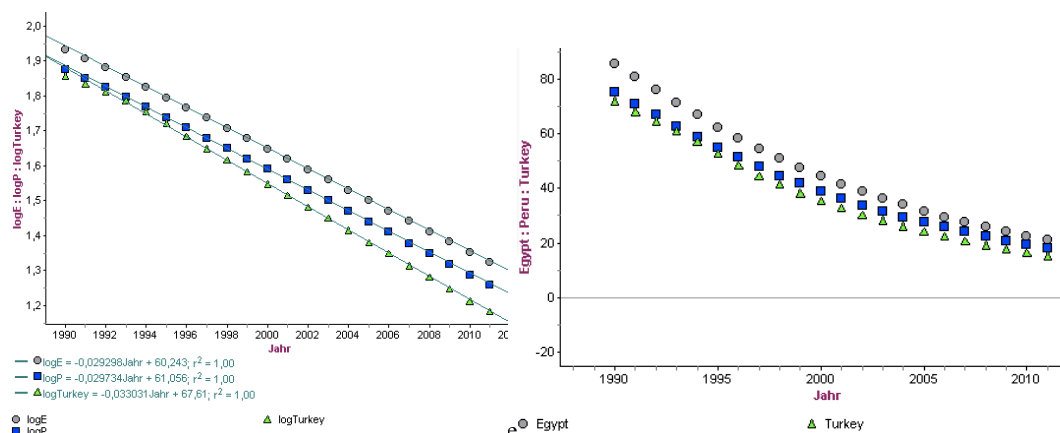 logE : logP : logTurkey
2,0
1,9
1,8
1,7
1,6
1,5
1,4
1,3
1,2
1990 1992 1994 1996 1998 2000 2002 2004 2006 2008 2010 20
Jahr
logE = -0,029298Jahr + 60,243; r² = 1,00
logP = -0,029734Jahr + 61,056; r² = 1,00
logTurkey = -0,033031Jahr + 67,61; r² = 1,00
logE logTurkey
logP
Egypt : Peru : Turkey
80
60
40
20
0
-20
1990 1995 2000 2005 2010
Jahr
e Egypt Turkey